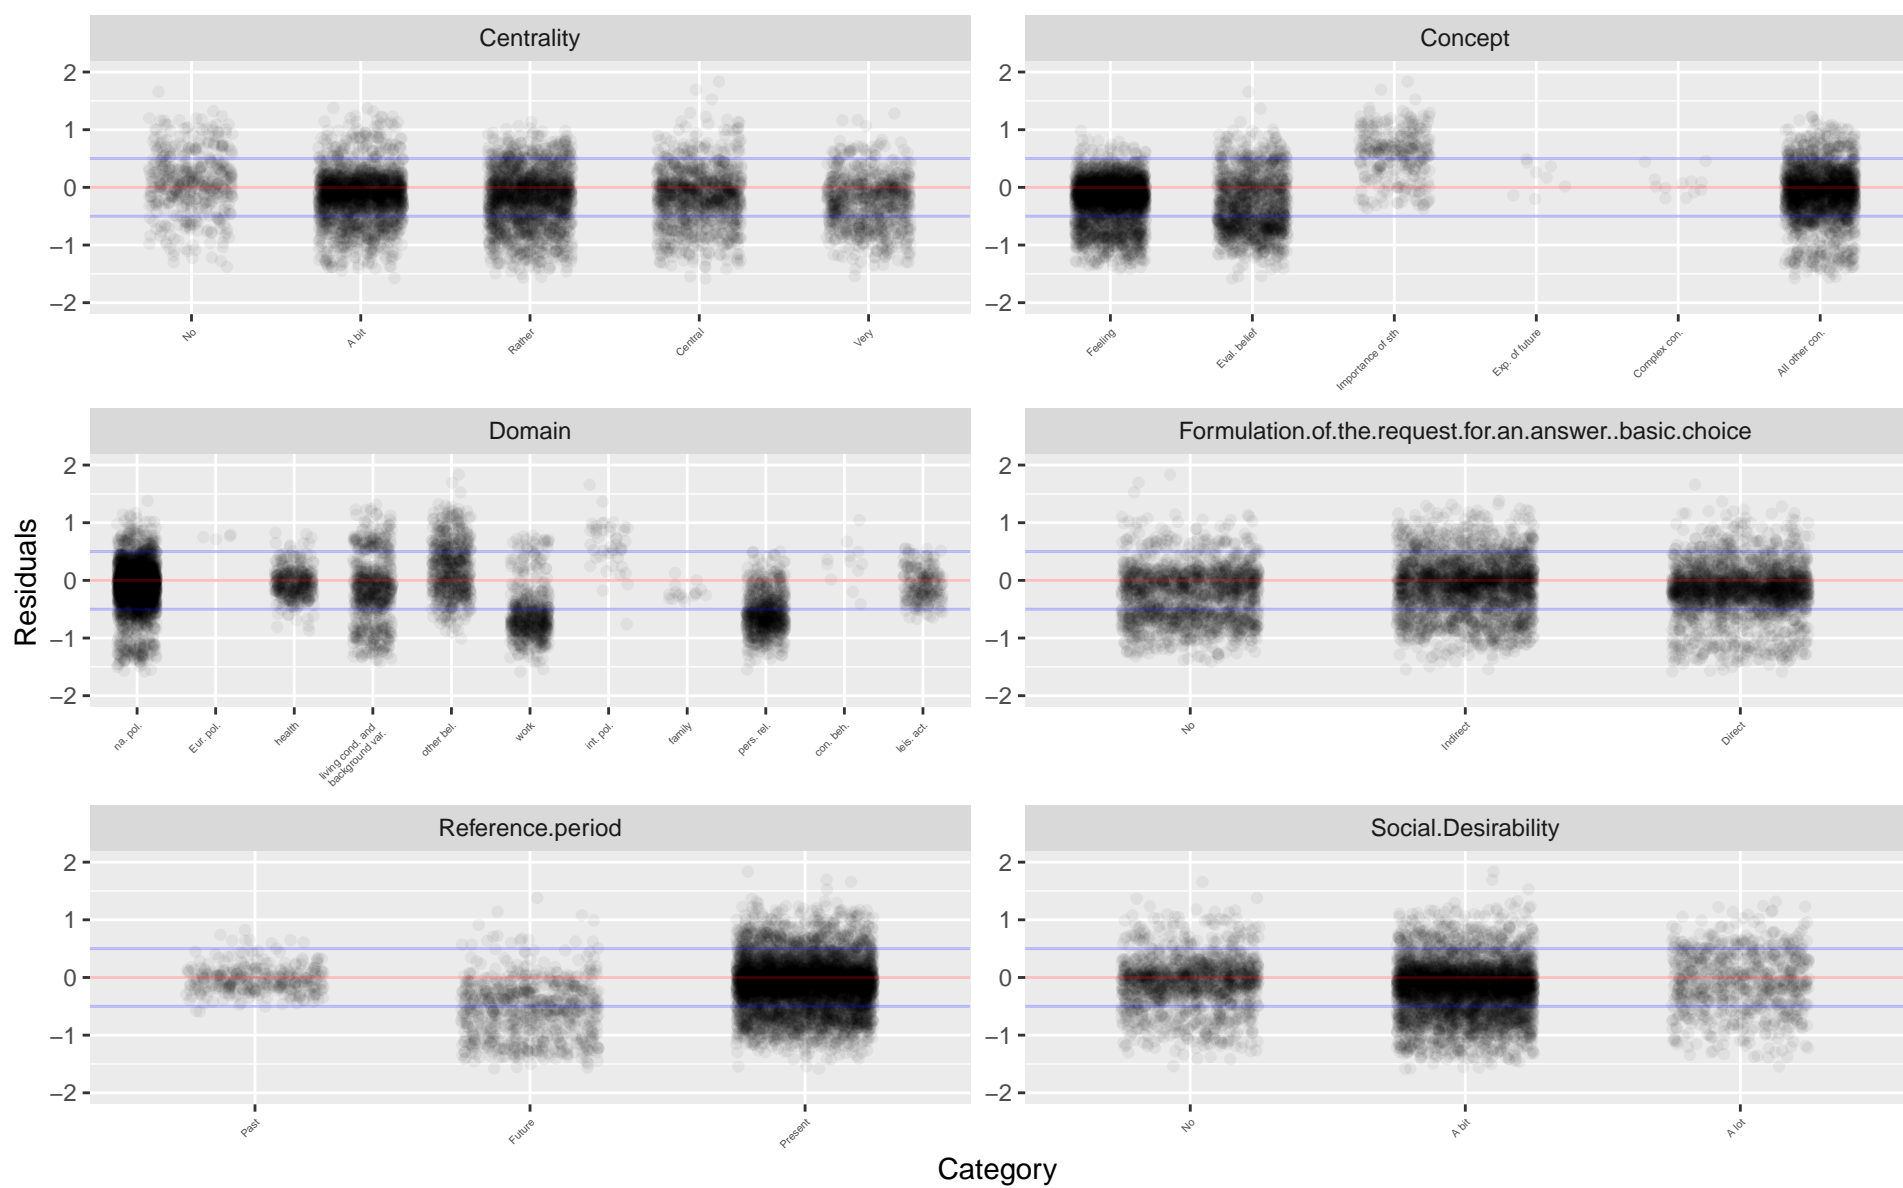 Centrality
Concept
2
1
0
−1
−2
2
1
0
−1
−2
No
A bit
Rather
Central
Very
Feeling
Eval. belief
Importance of sth
Exp. of future
Complex con.
All other con.
Domain
Formulation.of.the.request.for.an.answer..basic.choice
Residuals
2
1
0
−1
−2
2
1
0
−1
−2
na. pol.
Eur. pol.
health
living cond. and
background var.
other bel.
work
int. pol.
family
pers. rel.
con. beh.
leis. act.
No
Indirect
Direct
Reference.period
Social.Desirability
2
1
0
−1
−2
2
1
0
−1
−2
Past
Future
Present
No
A bit
A lot
Category